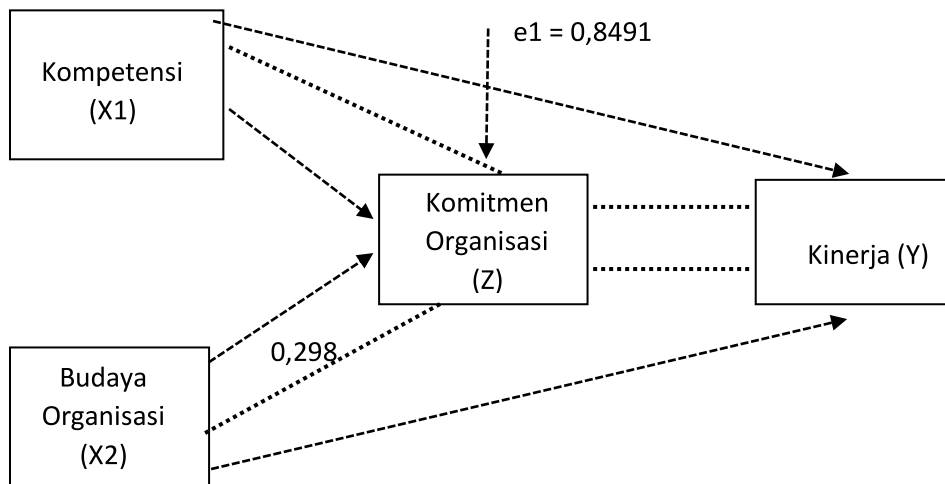 e1 = 0,8491
Kompetensi
(X1)
Komitmen
Organisasi
(Z)
Kinerja (Y)
0,298
Budaya
Organisasi
(X2)